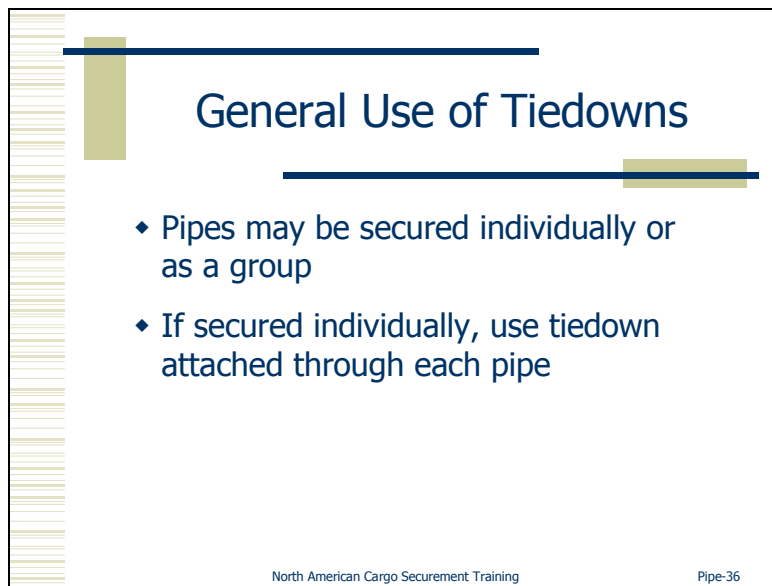 General Use of Tiedowns
◆ Pipes may be secured individually or
as a group
◆ If secured individually, use tiedown
attached through each pipe
North American Cargo Securement Training
Pipe-36